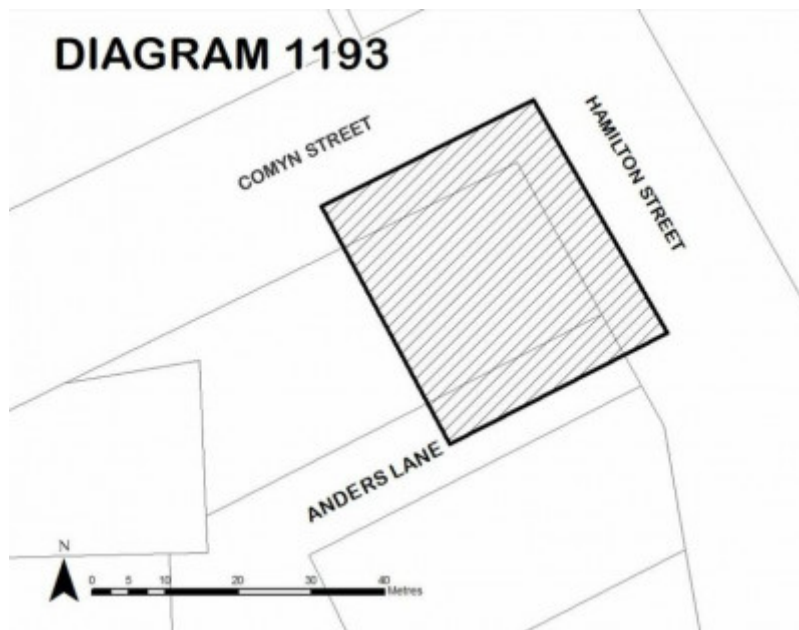 DIAGRAM 1193
COMYN STREET
HAMILTON STREET
ANDERS LANE
N
0 5 10 20 30 40
Metres